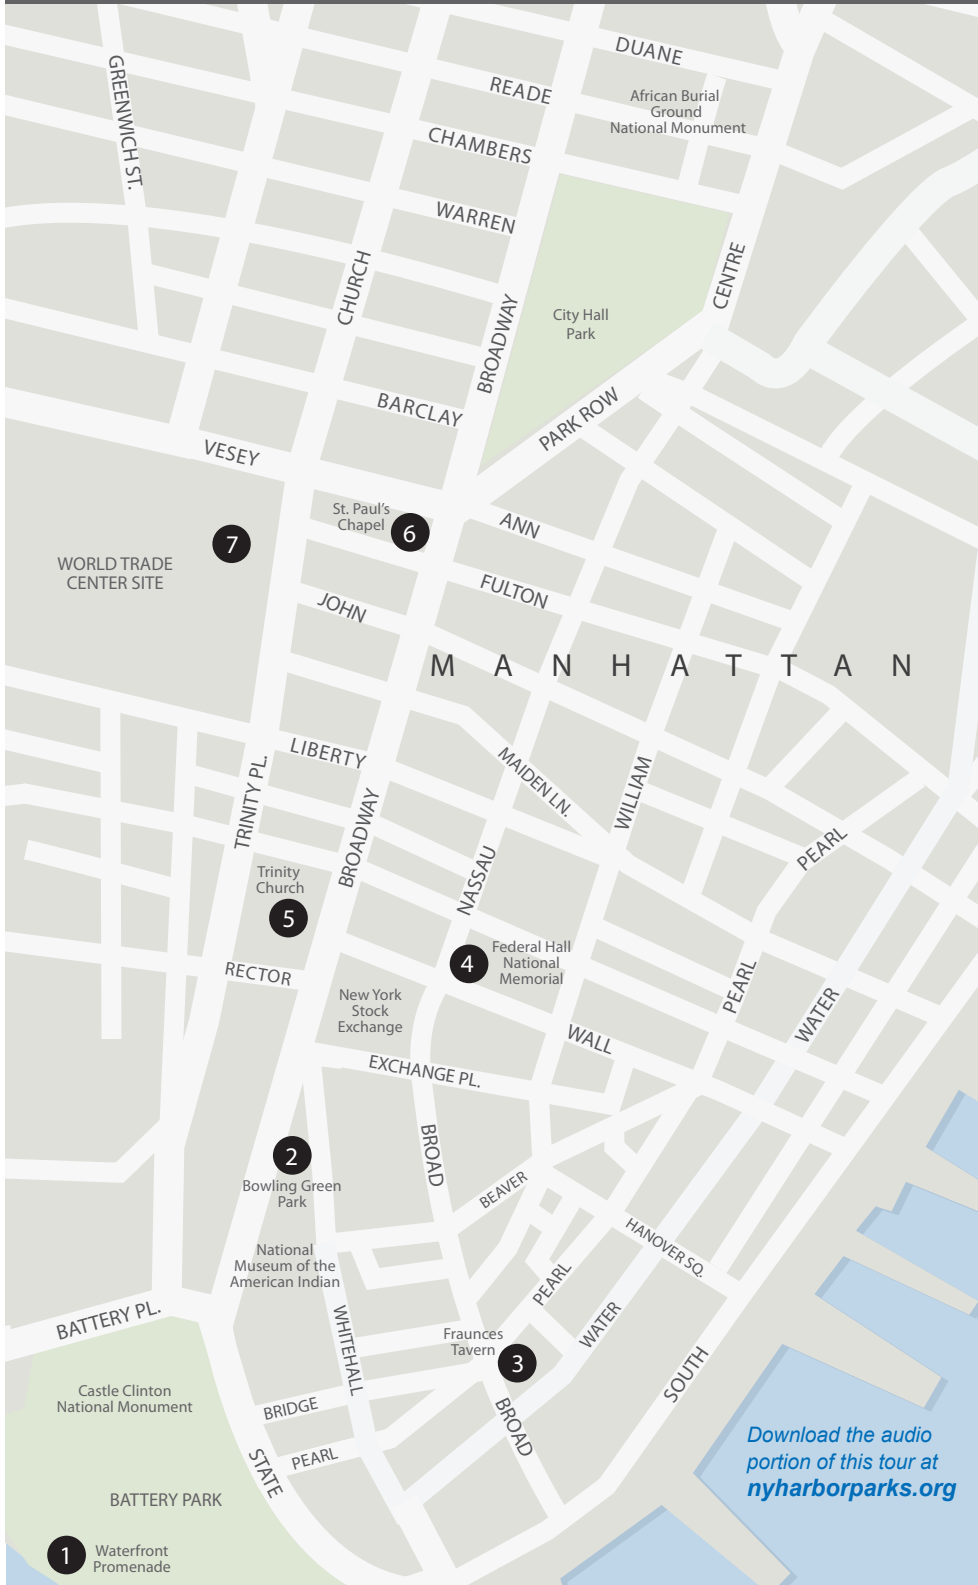 DUANE
READE
African Burial
Ground
National Monument
GREENWICH ST.
CHAMBERS
WARREN
CHURCH
CENTRE
City Hall
Park
BROADWAY
BARCLAY
PARK ROW
VESEY
St. Paul's
Chapel
6
ANN
7
WORLD TRADE
CENTER SITE
FULTON
JOHN
MANHATTAN
LIBERTY
MAIDEN LN.
WILLIAM
TRINITY PL.
BROADWAY
PEARL
NASSAU
Trinity
Church
5
4
Federal Hall
National
Memorial
RECTOR
New York
Stock
Exchange
PEARL
WATER
WALL
EXCHANGE PL.
BROAD
2
Bowling Green
Park
BEAVER
HANOVER SQ.
National
Museum of the
American Indian
PEARL
BATTERY PL.
WHITEHALL
WATER
Fraunces
Tavern
3
SOUTH
Castle Clinton
National Monument
BRIDGE
BROAD
PEARL
STATE
Download the audio
portion of this tour at
nyharborparks.org
BATTERY PARK
1
Waterfront
Promenade